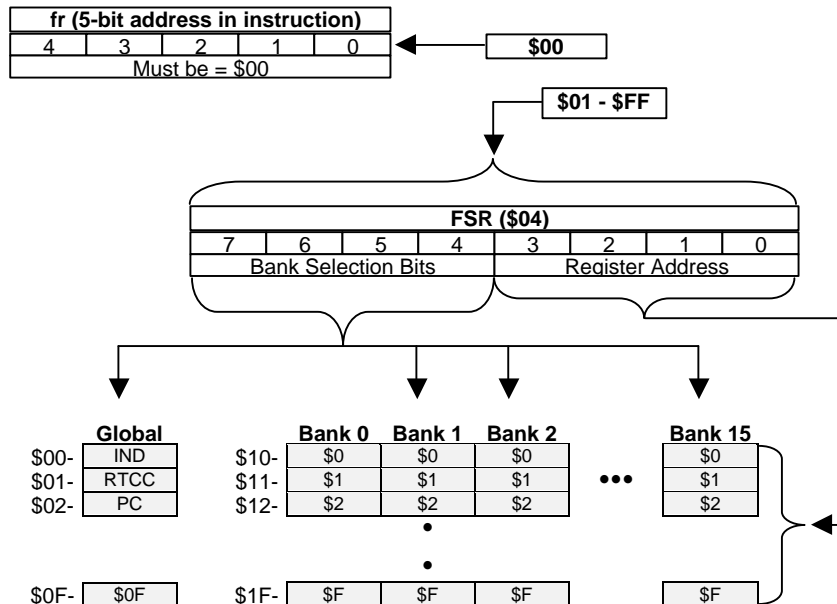 fr (5-bit address in instruction)
4 3 2 1 0
Must be = $00
$00
$01 - $FF
FSR ($04)
7 6 5 4 3 2 1 0
Bank Selection Bits Register Address
Global Bank 0 Bank 1 Bank 2 Bank 15
$00- IND $10- $0 $0 $0 $0
$01- RTCC $11- $1 $1 $1 ••• $1
$02- PC $12- $2 $2 $2 $2
$0F- $0F $1F- $F $F $F $F